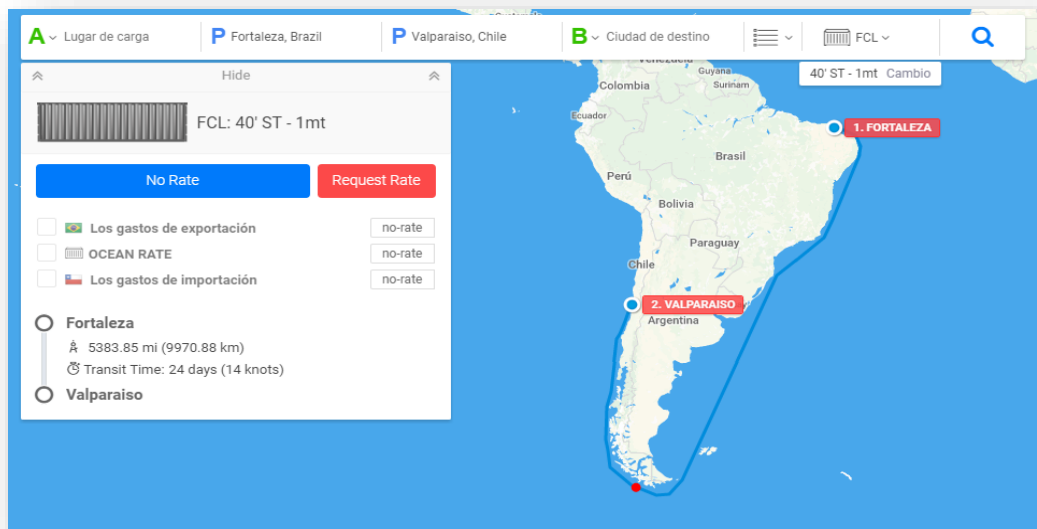 A Lugar de carga P Fortaleza, Brazil P Valparaiso, Chile B Ciudad de destino FCL
Hide
40' ST - 1mt Cambio
FCL: 40' ST - 1mt
No Rate Request Rate
Los gastos de exportación no-rate
OCEAN RATE no-rate
Los gastos de importación no-rate
Fortaleza
5383.85 mi (9970.88 km)
Transit Time: 24 days (14 knots)
Valparaiso
Guyana
Surinam
Colombia
Ecuador
1. FORTALEZA
Brasil
Perú
Bolivia
Paraguay
Chile
2. VALPARAISO
Argentina